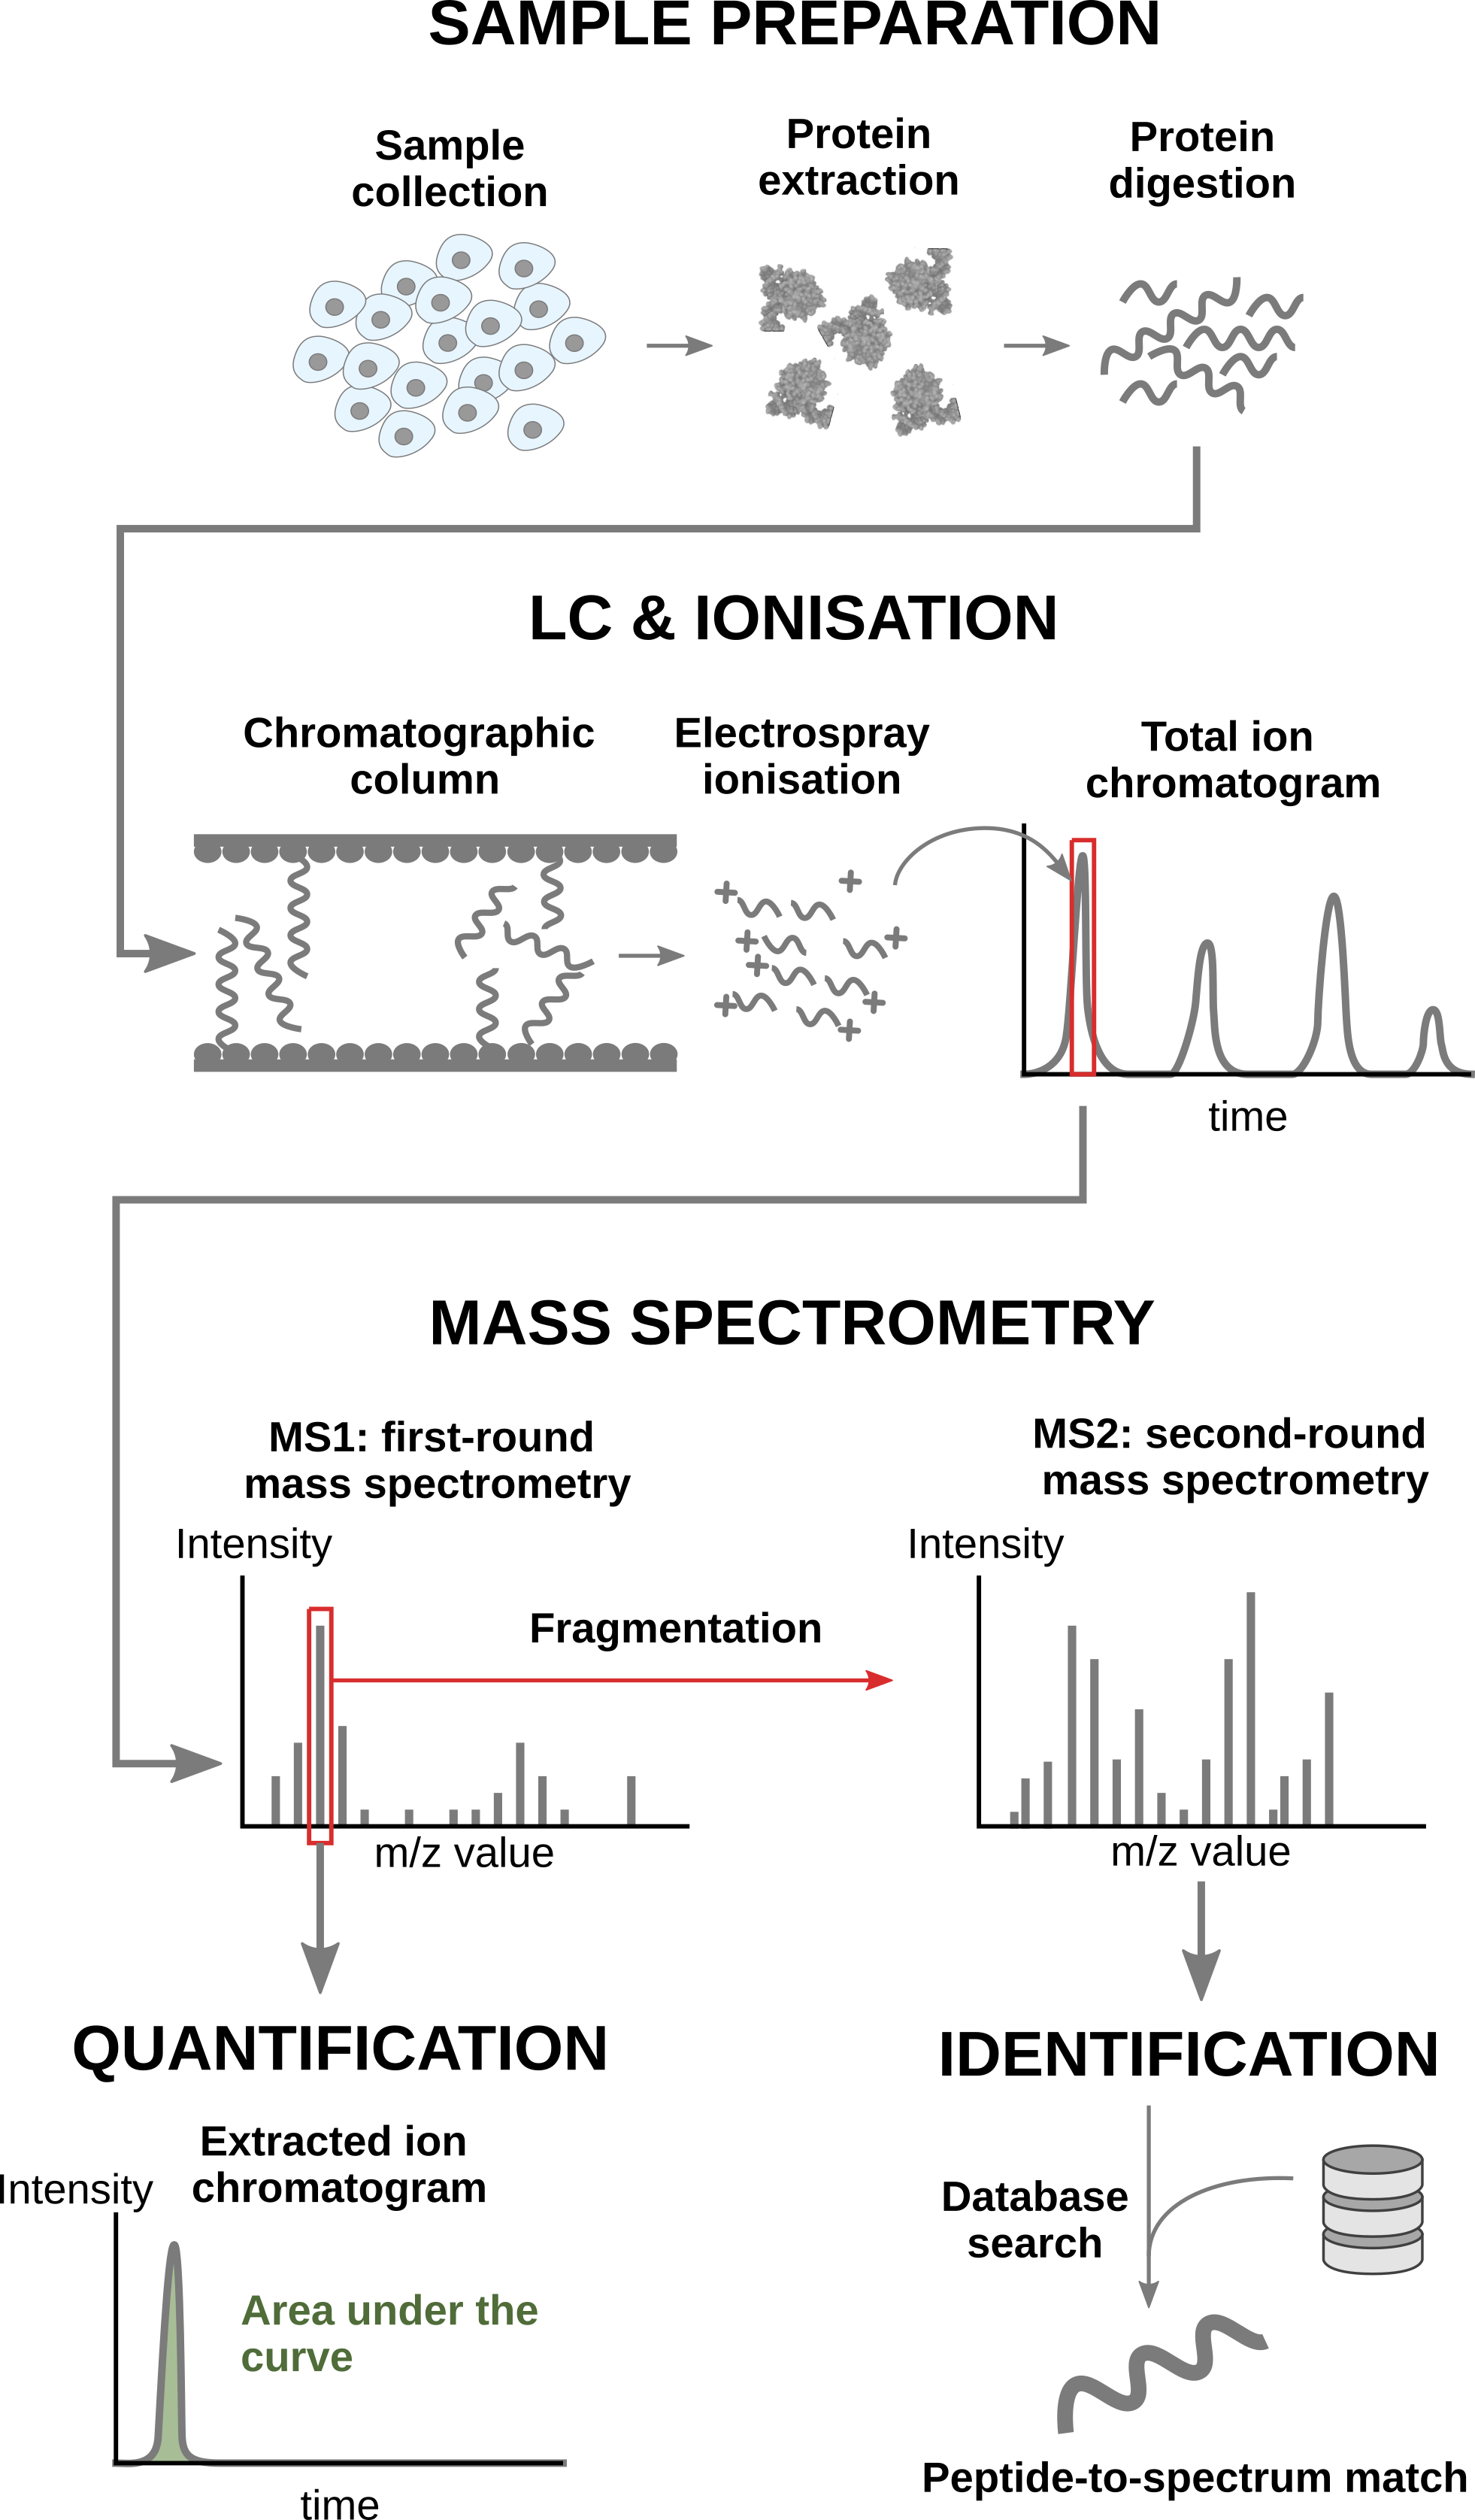 SAMPLE PREPARATION
Sample
collection
Protein
extraction
Protein
digestion
LC & IONISATION
Chromatographic
column
Electrospray
ionisation
Total ion
chromatogram
time
MASS SPECTROMETRY
MS1: first-round
mass spectrometry
MS2: second-round
mass spectrometry
Intensity
Intensity
Fragmentation
m/z value
m/z value
QUANTIFICATION
IDENTIFICATION
Extracted ion
chromatogram
Intensity
Area under the
curve
time
Database
search
Peptide-to-spectrum match